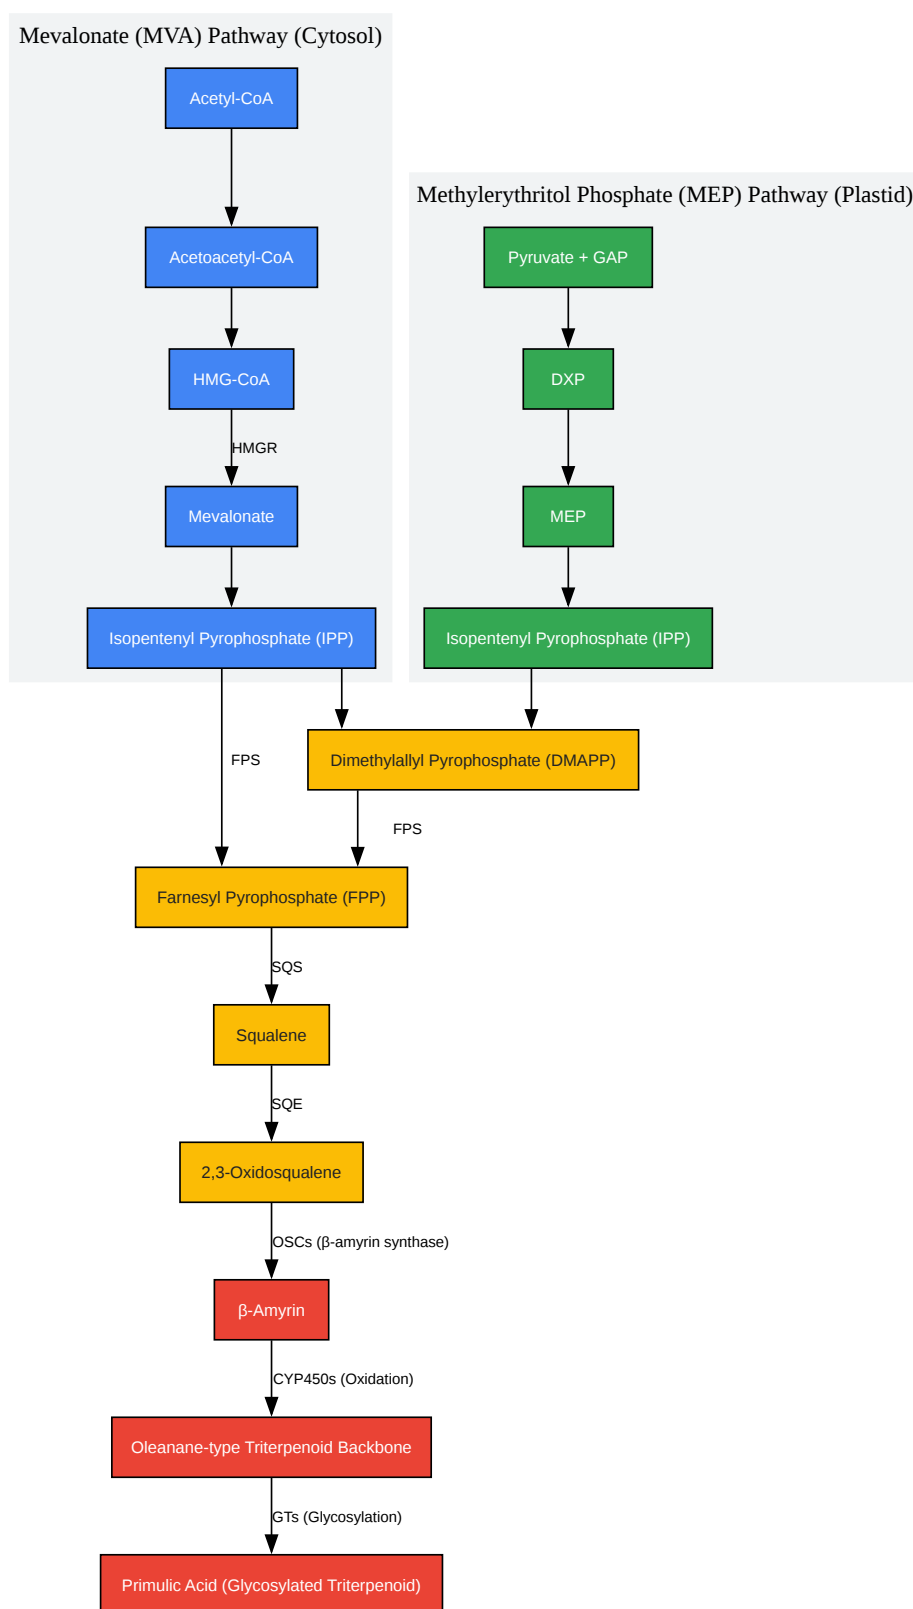 Mevalonate (MVA) Pathway (Cytosol)
Acetyl-CoA
Methylerythritol Phosphate (MEP) Pathway (Plastid)
Acetoacetyl-CoA
Pyruvate + GAP
HMG-CoA
DXP
HMGR
Mevalonate
MEP
Isopentenyl Pyrophosphate (IPP)
Isopentenyl Pyrophosphate (IPP)
FPS
Dimethylallyl Pyrophosphate (DMAPP)
FPS
Farnesyl Pyrophosphate (FPP)
SQS
Squalene
SQE
2,3-Oxidosqualene
OSCs (β-amyrin synthase)
β-Amyrin
CYP450s (Oxidation)
Oleanane-type Triterpenoid Backbone
GTs (Glycosylation)
Primulic Acid (Glycosylated Triterpenoid)